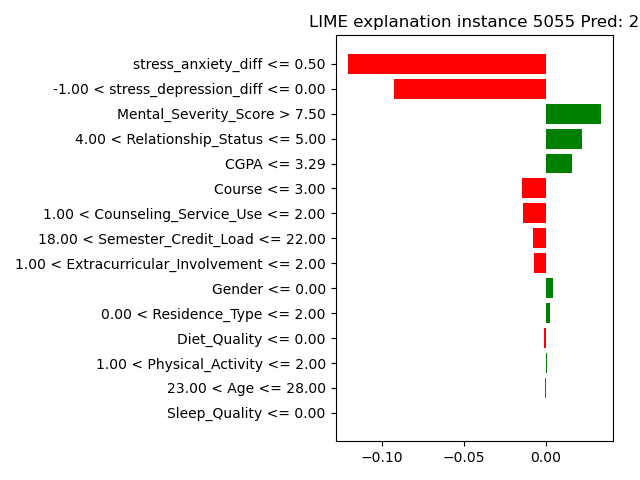 LIME explanation instance 5055 Pred: 2
stress_anxiety_diff <= 0.50
-1.00 < stress_depression_diff <= 0.00
Mental_Severity_Score > 7.50
4.00 < Relationship_Status <= 5.00
CGPA <= 3.29
Course <= 3.00
1.00 < Counseling_Service_Use <= 2.00
18.00 < Semester_Credit_Load <= 22.00
1.00 < Extracurricular_Involvement <= 2.00
Gender <= 0.00
0.00 < Residence_Type <= 2.00
Diet_Quality <= 0.00
1.00 < Physical_Activity <= 2.00
23.00 < Age <= 28.00
Sleep_Quality <= 0.00
−0.10 −0.05 0.00